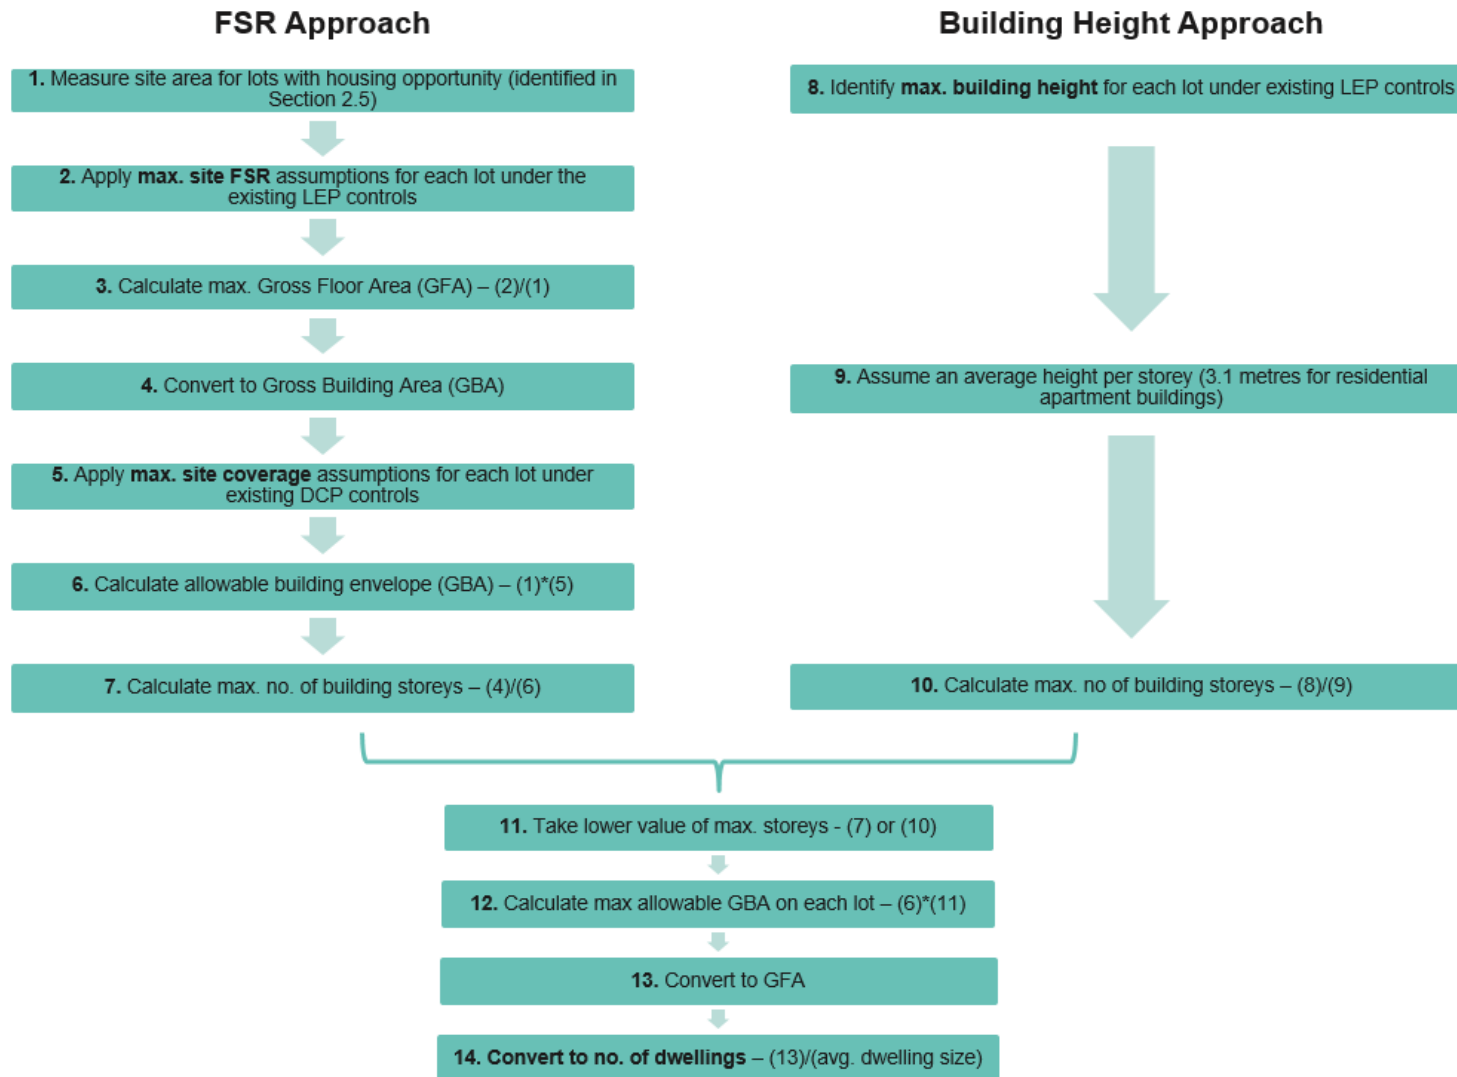 FSR Approach
1. Measure site area for lots with housing opportunity (identified in
Section 2.5)
2. Apply max. site FSR assumptions for each lot under the
existing LEP controls
3. Calculate max. Gross Floor Area (GFA) – (2)/(1)
4. Convert to Gross Building Area (GBA)
5. Apply max. site coverage assumptions for each lot under
existing DCP controls
6. Calculate allowable building envelope (GBA) – (1)*(5)
7. Calculate max. no. of building storeys – (4)/(6)
Building Height Approach
8. Identify max. building height for each lot under existing LEP controls
9. Assume an average height per storey (3.1 metres for residential
apartment buildings)
10. Calculate max. no of building storeys – (8)/(9)
11. Take lower value of max. storeys - (7) or (10)
12. Calculate max allowable GBA on each lot – (6)*(11)
13. Convert to GFA
14. Convert to no. of dwellings – (13)/(avg. dwelling size)